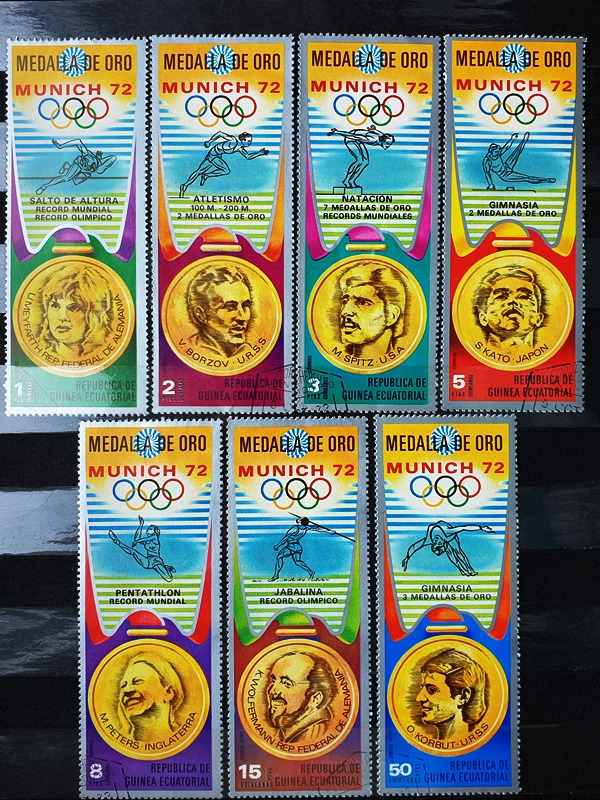 MEDALLA DE ORO
MUNICH 72
SALTO DE ALTURA
RECORD MUNDIAL
RECORD OLIMPICO
U.MEYFARTH REP. FEDERAL DE ALEMANIA
1
PTAS
REPUBLICA DE
GUINEA ECUATORIAL
MEDALLA DE ORO
MUNICH 72
ATLETISMO
100 M. - 200 M.
2 MEDALLAS DE ORO
V. BORZOV · U.R.S.S
2
PTAS
REPUBLICA DE
GUINEA ECUATORIAL
MEDALLA DE ORO
MUNICH 72
NATACION
7 MEDALLAS DE ORO
RECORDS MUNDIALES
M. SPITZ · USA
3
PTAS
REPUBLICA DE
GUINEA ECUATORIAL
MEDALLA DE ORO
MUNICH 72
GIMNASIA
2 MEDALLAS DE ORO
S.KATO · JAPON
5
PTAS
REPUBLICA DE
GUINEA ECUATORIAL
MEDALLA DE ORO
MUNICH 72
PENTATHLON
RECORD MUNDIAL
M. PETERS · INGLATERRA
8
REPUBLICA DE
GUINEA ECUATORIAL
MEDALLA DE ORO
MUNICH 72
JABALINA
RECORD OLIMPICO
K.WOLFERMANN · REP. FEDERAL DE ALEMANIA
15
REPUBLICA DE
GUINEA ECUATORIAL
MEDALLA DE ORO
MUNICH 72
GIMNASIA
3 MEDALLAS DE ORO
O. KORBUT · U.R.S.S
50
REPUBLICA DE
GUINEA ECUATORIAL